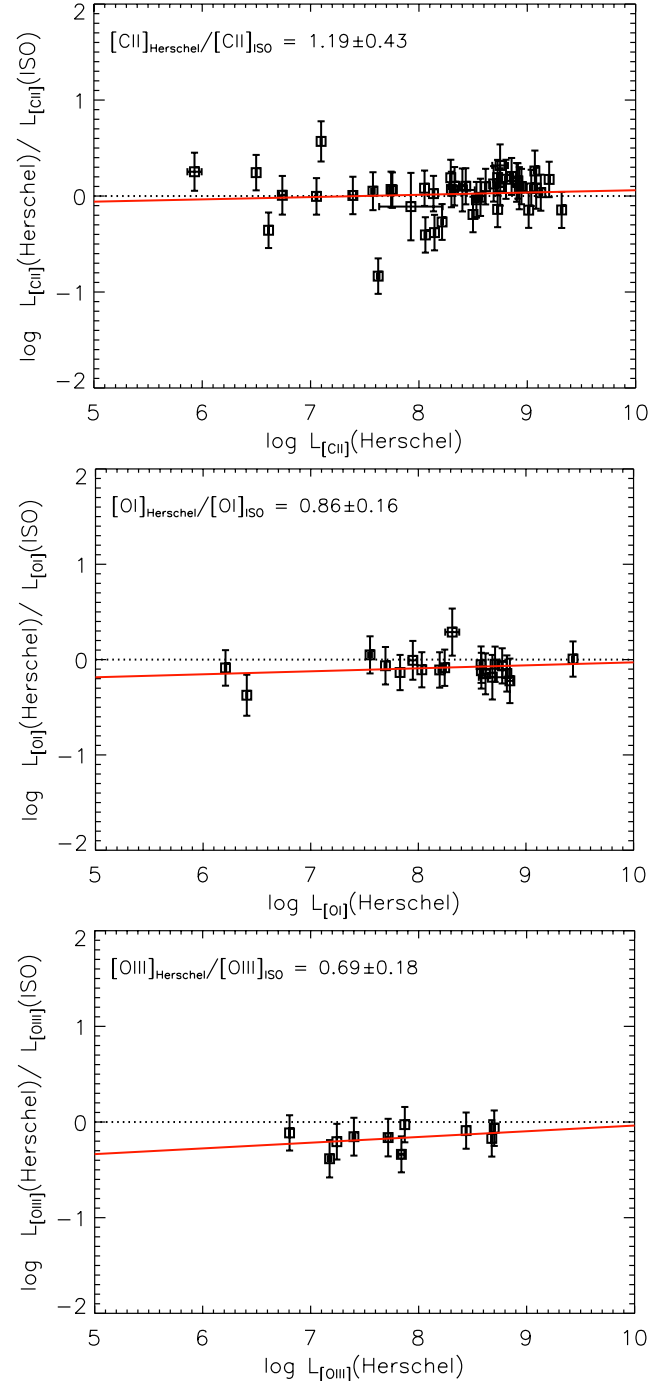 2
[CII]Herschel/[CII]ISO = 1.19±0.43
1
0
−1
−2
log L[CII](Herschel)/ L[CII](ISO)
5 6 7 8 9 10
log L[CII](Herschel)
2
[OI]Herschel/[OI]ISO = 0.86±0.16
1
0
−1
−2
log L[OI](Herschel)/ L[OI](ISO)
5 6 7 8 9 10
log L[OI](Herschel)
2
[OIII]Herschel/[OIII]ISO = 0.69±0.18
1
0
−1
−2
log L[OIII](Herschel)/ L[OIII](ISO)
5 6 7 8 9 10
log L[OIII](Herschel)